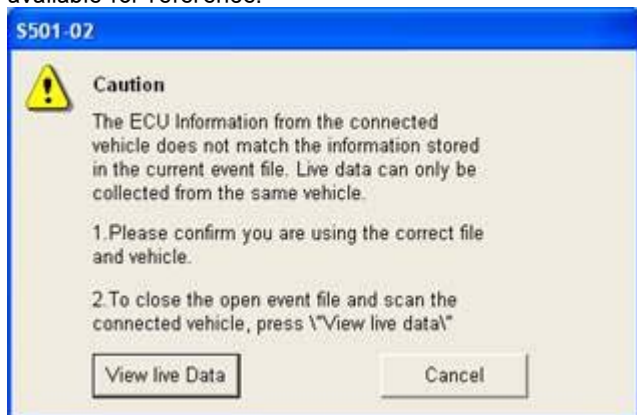 available for reference.
S501-02
Caution
The ECU Information from the connected
vehicle does not match the information stored
in the current event file. Live data can only be
collected from the same vehicle.
1.Please confirm you are using the correct file
and vehicle.
2.To close the open event file and scan the
connected vehicle, press \"View live data\"
View live Data
Cancel